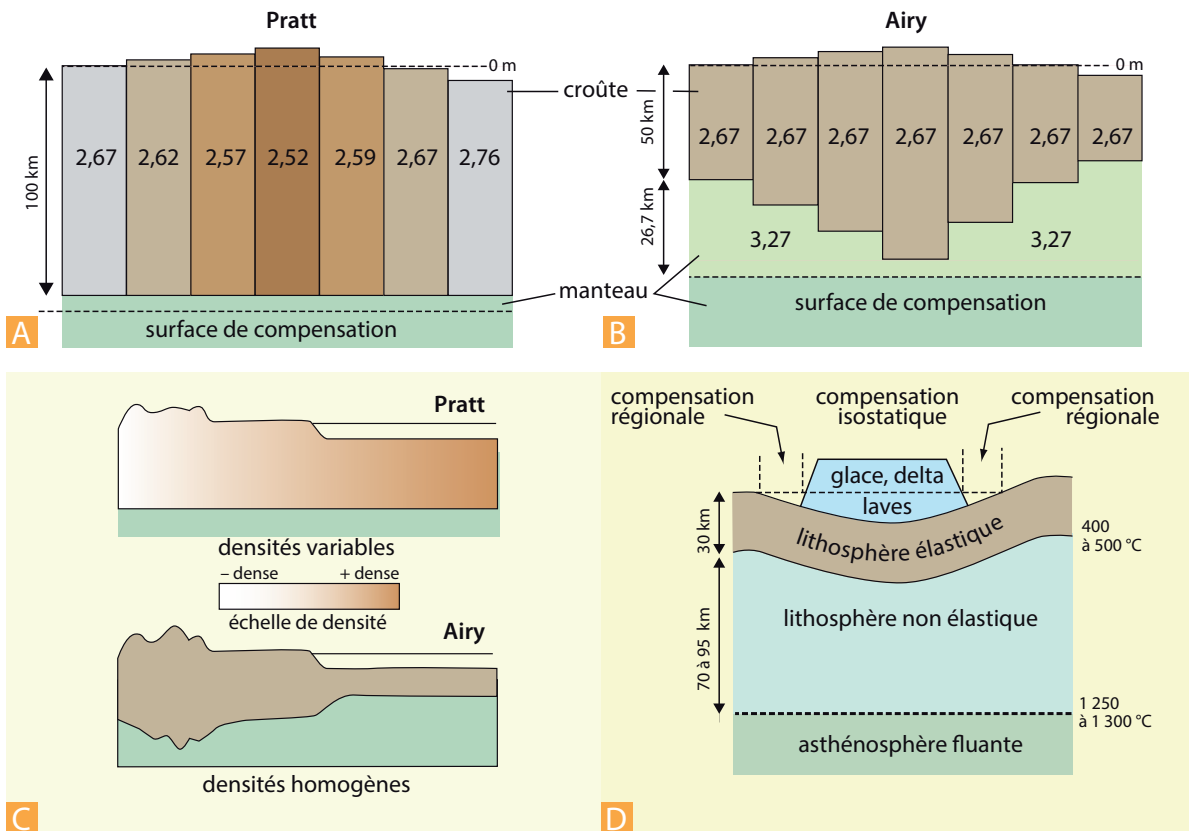 Pratt
0 m
croûte
100 km
2,67 2,62 2,57 2,52 2,59 2,67 2,76
manteau
surface de compensation
A
Airy
0 m
50 km
2,67 2,67 2,67 2,67 2,67 2,67 2,67
26,7 km
3,27 3,27
surface de compensation
B
Pratt
densités variables
– dense + dense
échelle de densité
Airy
densités homogènes
C
compensation
régionale
compensation
isostatique
compensation
régionale
glace, delta
laves
30 km
lithosphère élastique
400
à 500 °C
lithosphère non élastique
70 à 95 km
1 250
à 1 300 °C
asthénosphère fluante
D